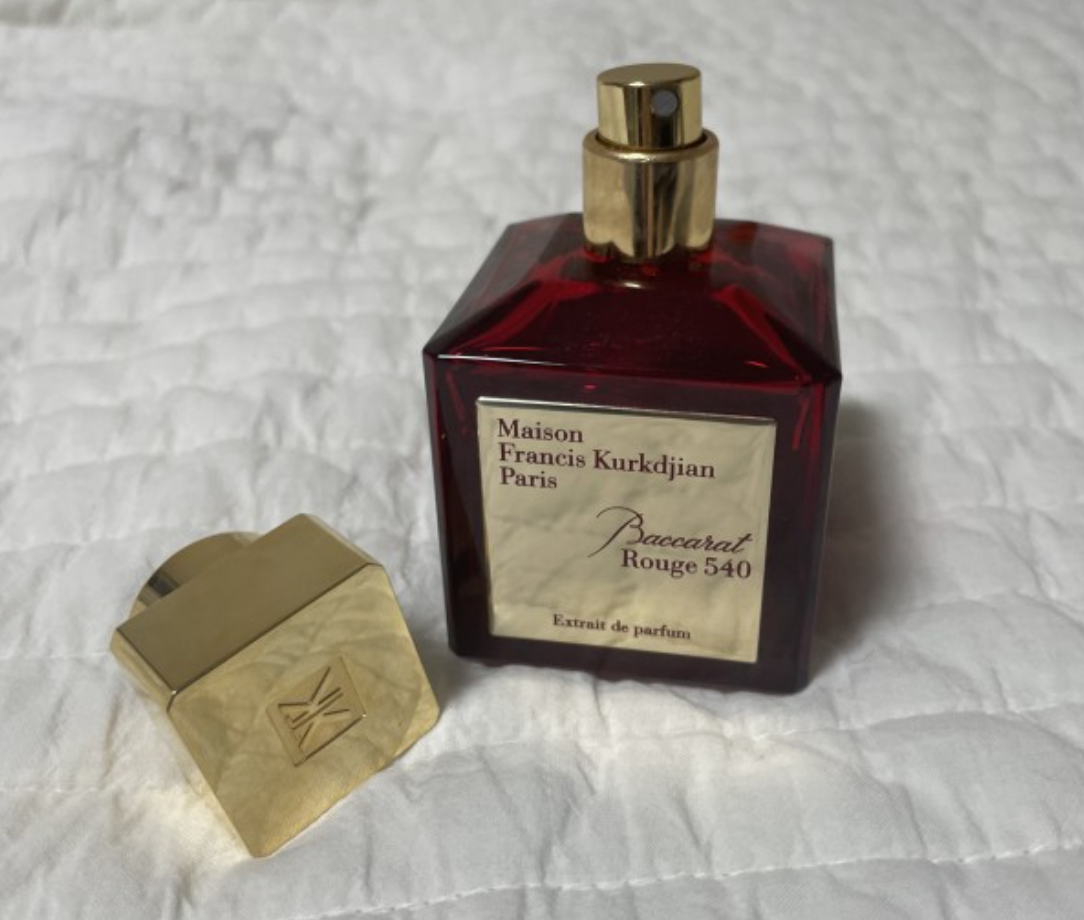 Maison
Francis Kurkdjian
Paris
Baccarat
Rouge 540
Extrait de parfum